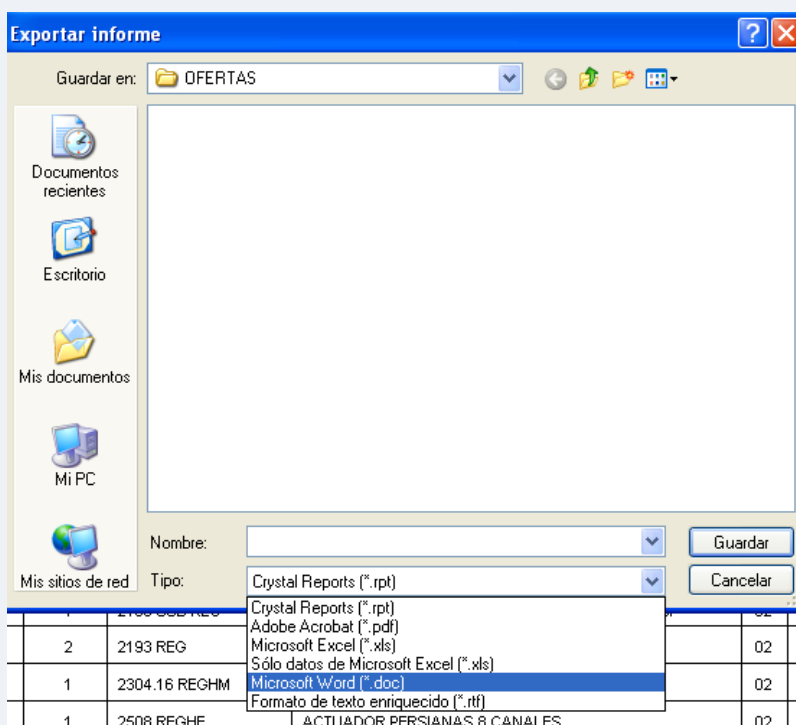 Exportar informe
Guardar en: OFERTAS
Documentos recientes
Escritorio
Mis documentos
Mi PC
Mis sitios de red
Nombre:
Guardar
Tipo: Crystal Reports (*.rpt)
Cancelar
Crystal Reports (*.rpt)
Adobe Acrobat (*.pdf)
Microsoft Excel (*.xls)
Sólo datos de Microsoft Excel (*.xls)
Microsoft Word (*.doc)
Formato de texto enriquecido (*.rtf)
2 2193 REG 02
1 2304.16 REGHM 02
1 2508 REGHE ACTUADOR PERSIANAS 8 CANALES 02